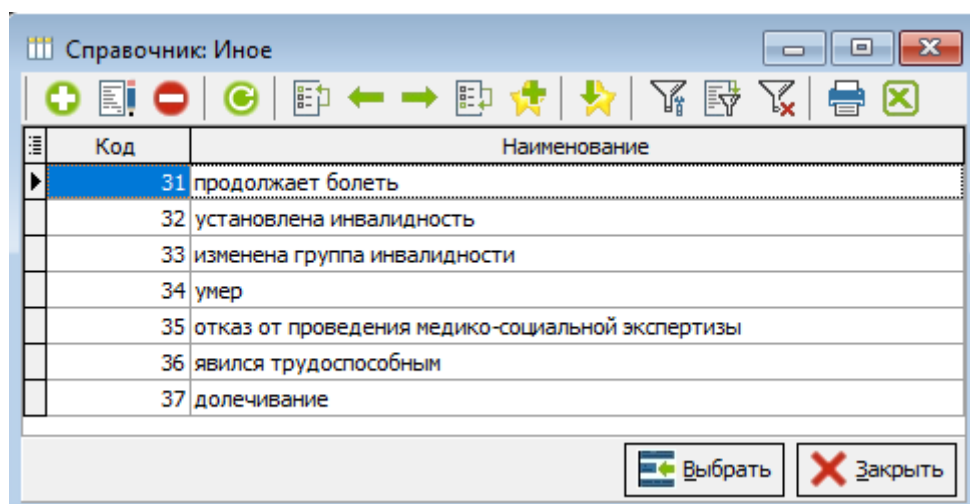 Справочник: Иное
Код Наименование
31 продолжает болеть
32 установлена инвалидность
33 изменена группа инвалидности
34 умер
35 отказ от проведения медико-социальной экспертизы
36 явился трудоспособным
37 долечивание
Выбрать Закрыть